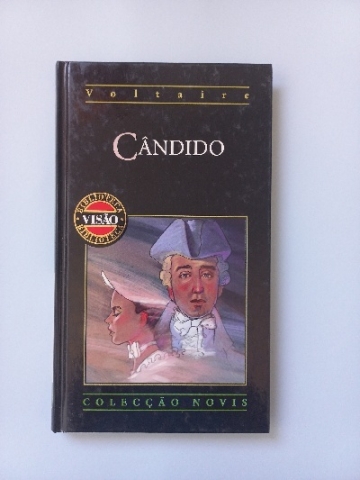 Voltaire
CÂNDIDO
BIBLIOTECA
VISÃO
BIBLIOTECA
COLECÇÃO NOVIS